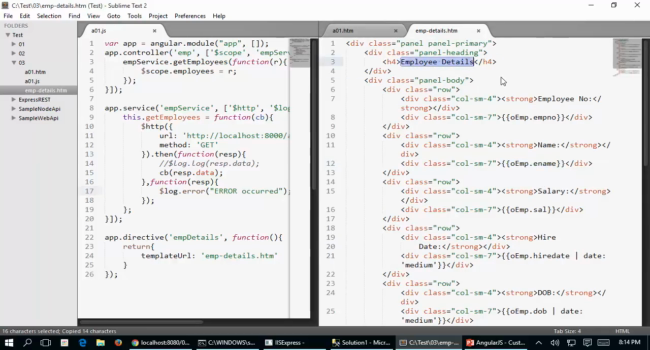 C:\Test\03\emp-details.htm (Test) - Sublime Text 2
File Edit Selection Find View Goto Tools Project Preferences Help
FOLDERS
Test
01
02
03
a01.htm
a01.js
emp-details.htm
ExpressREST
SampleNodeApi
SampleWebApi
a01.js
1 var app = angular.module("app", []);
2 app.controller('emp', ['$scope', 'empServ
3 empService.getEmployees(function(r){
4 $scope.employees = r;
5 });
6 }]);
7
8 app.service('empService', ['$http', '$log
9 this.getEmployees = function(cb){
10 $http({
11 url: 'http://localhost:8000/
12 method: 'GET'
13 }).then(function(resp){
14 //$log.log(resp.data);
15 cb(resp.data);
16 },function(resp){
17 $log.error("ERROR occurred");
18 });
19 };
20 }]);
21
22 app.directive('empDetails', function(){
23 return{
24 templateUrl: 'emp-details.htm'
25 }
26 });
a01.htm
emp-details.htm
1 <div class="panel panel-primary">
2 <div class="panel-heading">
3 <h4>Employee Details</h4>
4 </div>
5 <div class="panel-body">
6 <div class="row">
7 <div class="col-sm-4"><strong>Employee No:</
strong></div>
8 <div class="col-sm-7">{{oEmp.empno}}</div>
9 </div>
10 <div class="row">
11 <div class="col-sm-4"><strong>Name:</strong></
div>
12 <div class="col-sm-7">{{oEmp.ename}}</div>
13 </div>
14 <div class="row">
15 <div class="col-sm-4"><strong>Salary:</strong>
</div>
16 <div class="col-sm-7">{{oEmp.sal}}</div>
17 </div>
18 <div class="row">
19 <div class="col-sm-4"><strong>Hire
20 Date:</strong></div>
21 <div class="col-sm-7">{{oEmp.hiredate | date:
'medium'}}</div>
22 </div>
23 <div class="row">
24 <div class="col-sm-4"><strong>DOB:</strong></
div>
25 <div class="col-sm-7">{{oEmp.dob | date:
'medium'}}</div>
16 characters selected; Copied 14 characters
Tab Size: 4
HTML
localhost:8080/0
C:\WINDOWS\s...
IISExpress -
Solution1 - Micr...
C:\Test\03\emp-...
AngularJS - Cust...
8:14 PM